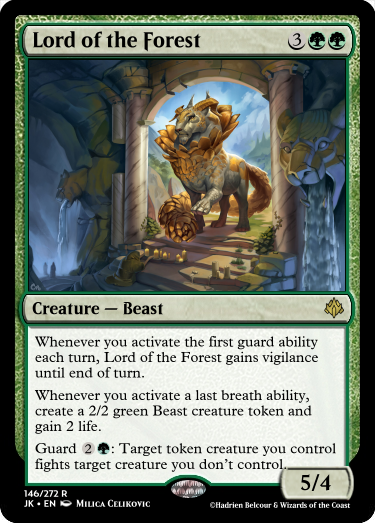 Lord of the Forest 3
Creature — Beast
Whenever you activate the first guard ability
each turn, Lord of the Forest gains vigilance
until end of turn.
Whenever you activate a last breath ability,
create a 2/2 green Beast creature token and
gain 2 life.
Guard 2 : Target token creature you control
fights target creature you don't control.
5/4
146/272 R
JK • EN MILICA CELIKOVIC
©Hadrien Belcour & Wizards of the Coast